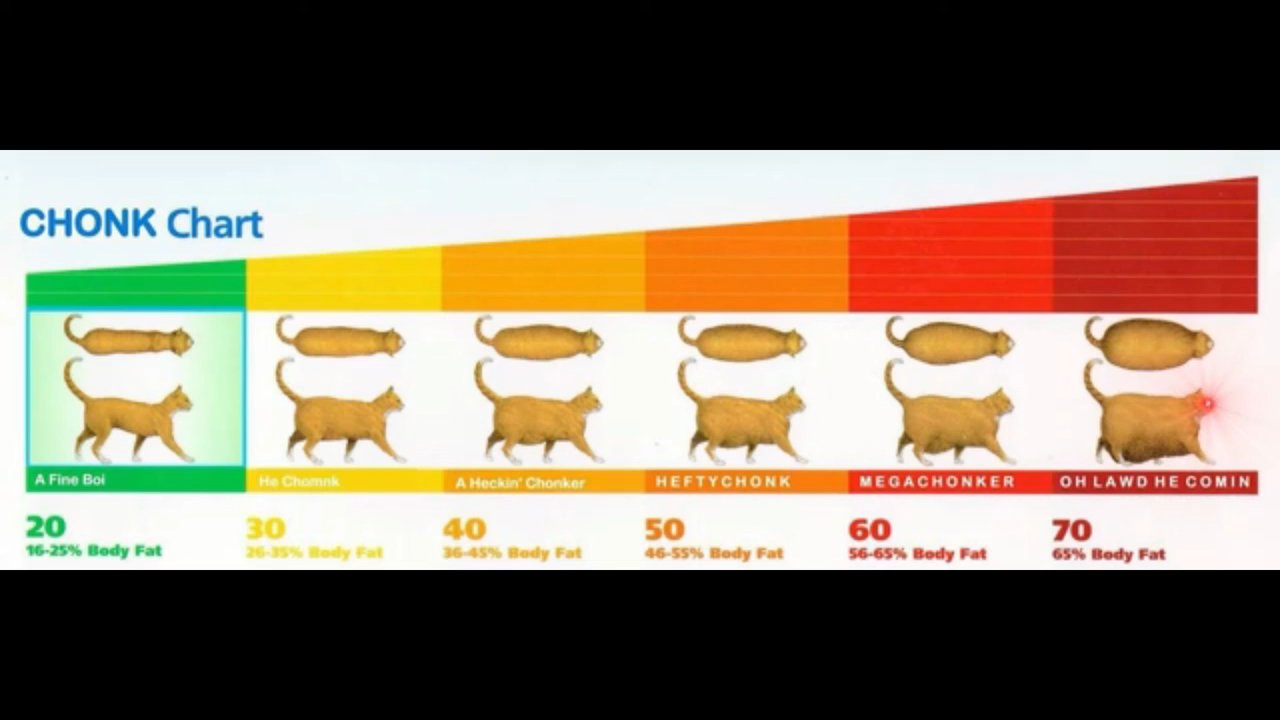 CHONK Chart
A Fine Boi
He Chomnk
A Heckin' Chonker
HEFTYCHONK
MEGACHONKER
OH LAWD HE COMIN
20
16-25% Body Fat
30
26-35% Body Fat
40
36-45% Body Fat
50
46-55% Body Fat
60
56-65% Body Fat
70
65% Body Fat